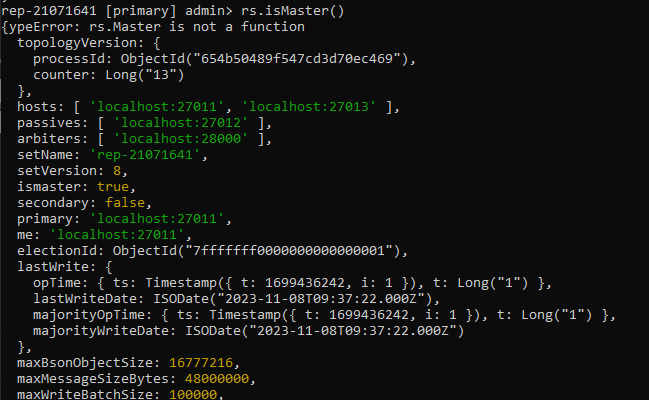 rep-21071641 [primary] admin> rs.isMaster()
{ypeError: rs.Master is not a function
  topologyVersion: {
    processId: ObjectId("654b50489f547cd3d70ec469"),
    counter: Long("13")
  },
  hosts: [ 'localhost:27011', 'localhost:27013' ],
  passives: [ 'localhost:27012' ],
  arbiters: [ 'localhost:28000' ],
  setName: 'rep-21071641',
  setVersion: 8,
  ismaster: true,
  secondary: false,
  primary: 'localhost:27011',
  me: 'localhost:27011',
  electionId: ObjectId("7fffffff0000000000000001"),
  lastWrite: {
    opTime: { ts: Timestamp({ t: 1699436242, i: 1 }), t: Long("1") },
    lastWriteDate: ISODate("2023-11-08T09:37:22.000Z"),
    majorityOpTime: { ts: Timestamp({ t: 1699436242, i: 1 }), t: Long("1") },
    majorityWriteDate: ISODate("2023-11-08T09:37:22.000Z")
  },
  maxBsonObjectSize: 16777216,
  maxMessageSizeBytes: 48000000,
  maxWriteBatchSize: 100000,